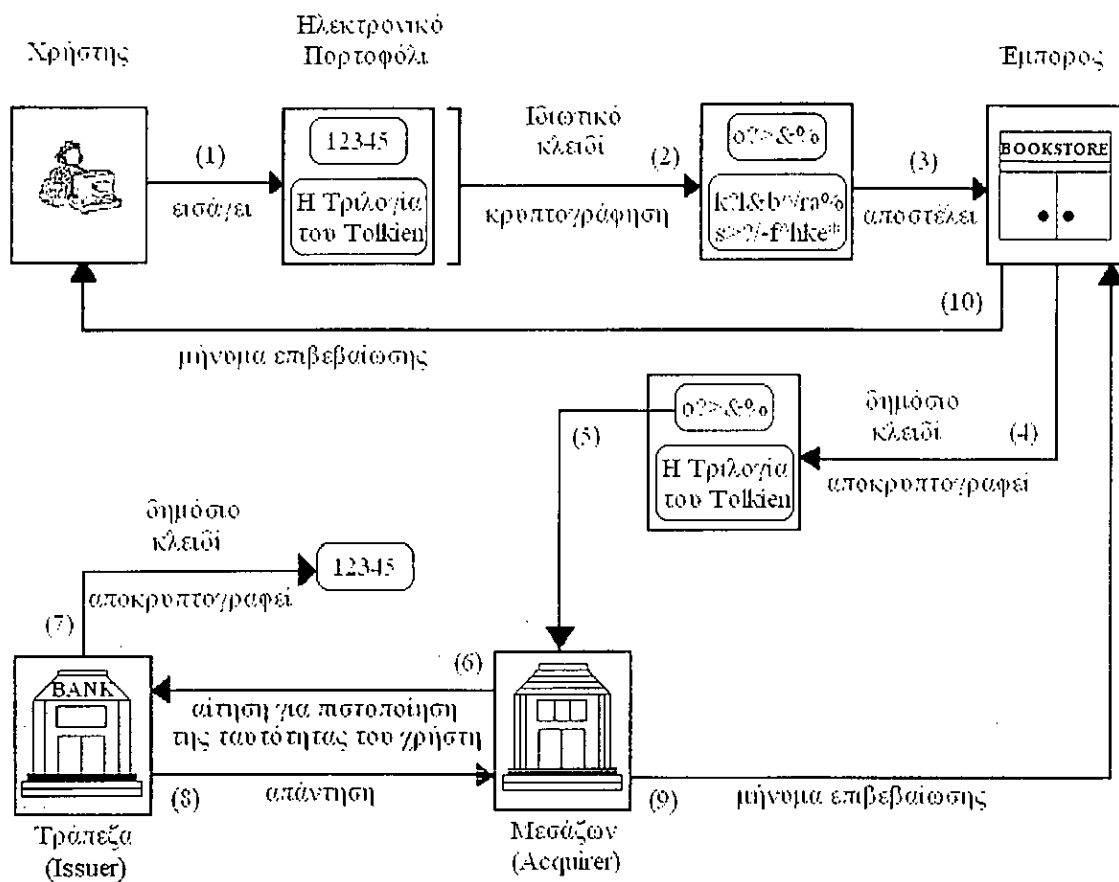 Χρήστης
Ηλεκτρονικό
Πορτοφόλι
Έμπορος
(1)
εισάγει
12345
Η Τριλογία
του Tolkien
Ιδιωτικό
κλειδί
(2)
κρυπτογράφηση
o?>&%
(3)
αποστέλει
BOOKSTORE
(10)
μήνυμα επιβεβαίωσης
o?>&%
Η Τριλογία
του Tolkien
(5)
δημόσιο
κλειδί
(4)
αποκρυπτογραφεί
δημόσιο
κλειδί
12345
αποκρυπτογραφεί
(7)
BANK
(6)
αίτηση για πιστοποίηση
της ταυτότητας του χρήστη
(8)
απάντηση
(9)
μήνυμα επιβεβαίωσης
Τράπεζα
(Issuer)
Μεσάζων
(Acquirer)